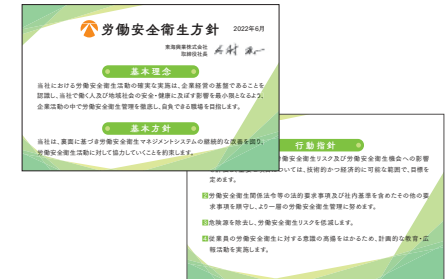 労働安全衛生方針 2022年6月
東海興業株式会社
取締役社長
基本理念
当社における労働安全衛生活動の確実な実施は、企業経営の基盤であることを
認識し、当社で働く人及び地域社会の安全・健康に及ぼす影響を最小限となるよう、
企業活動の中で労働安全衛生管理を徹底し、自負できる職場を目指します。
基本方針
当社は、裏面に基づき労働安全衛生マネジメントシステムの継続的な改善を図り、
労働安全衛生活動に対して協力していくことを約束します。
行動指針
働安全衛生リスク及び労働安全衛生機会への影響
ついては、技術的かつ経済的に可能な範囲で、目標を
定めます。
2 労働安全衛生関係法令等の法的要求事項及び社内基準を含めたその他の要
求事項を順守し、より一層の労働安全衛生管理に努めます。
3 危険源を除去し、労働安全衛生リスクを低減します。
4 従業員の労働安全衛生に対する意識の高揚をはかるため、計画的な教育・広
報活動を実施します。